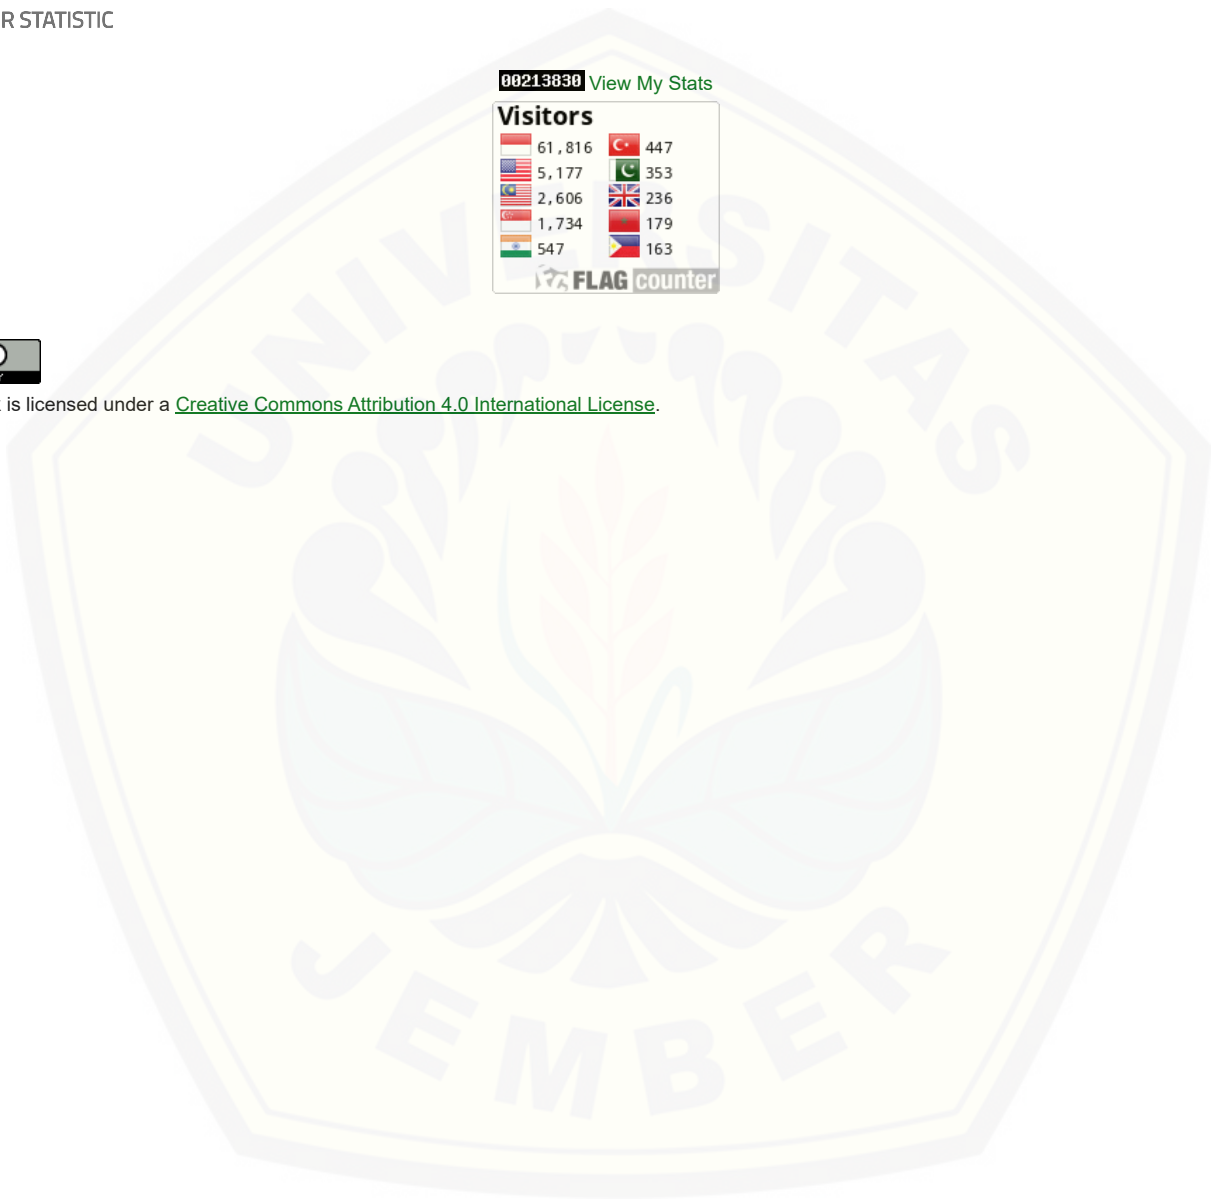 R STATISTIC
00213830 View My Stats
Visitors
61,816 447
5,177 353
2,606 236
1,734 179
547 163
FLAG counter
is licensed under a Creative Commons Attribution 4.0 International License.
UNIVERSITAS
JEMBER